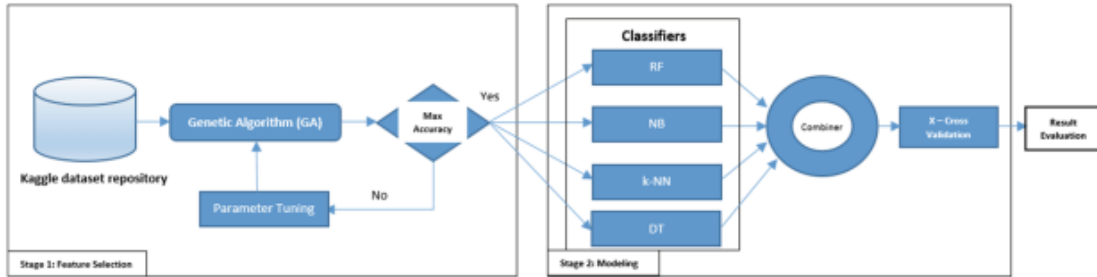 Kaggle dataset repository
Genetic Algorithm (GA)
Parameter Tuning
Max
Accuracy
Yes
No
Stage 1: Feature Selection
Classifiers
RF
NB
k-NN
DT
Combiner
X – Cross
Validation
Result
Evaluation
Stage 2: Modeling